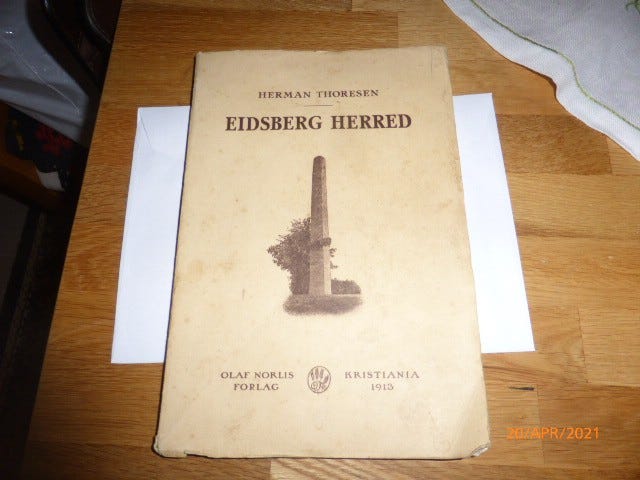 HERMAN THORESEN
EIDSBERG HERRED
OLAF NORLIS KRISTIANIA
FORLAG 1913
20/APR/2021